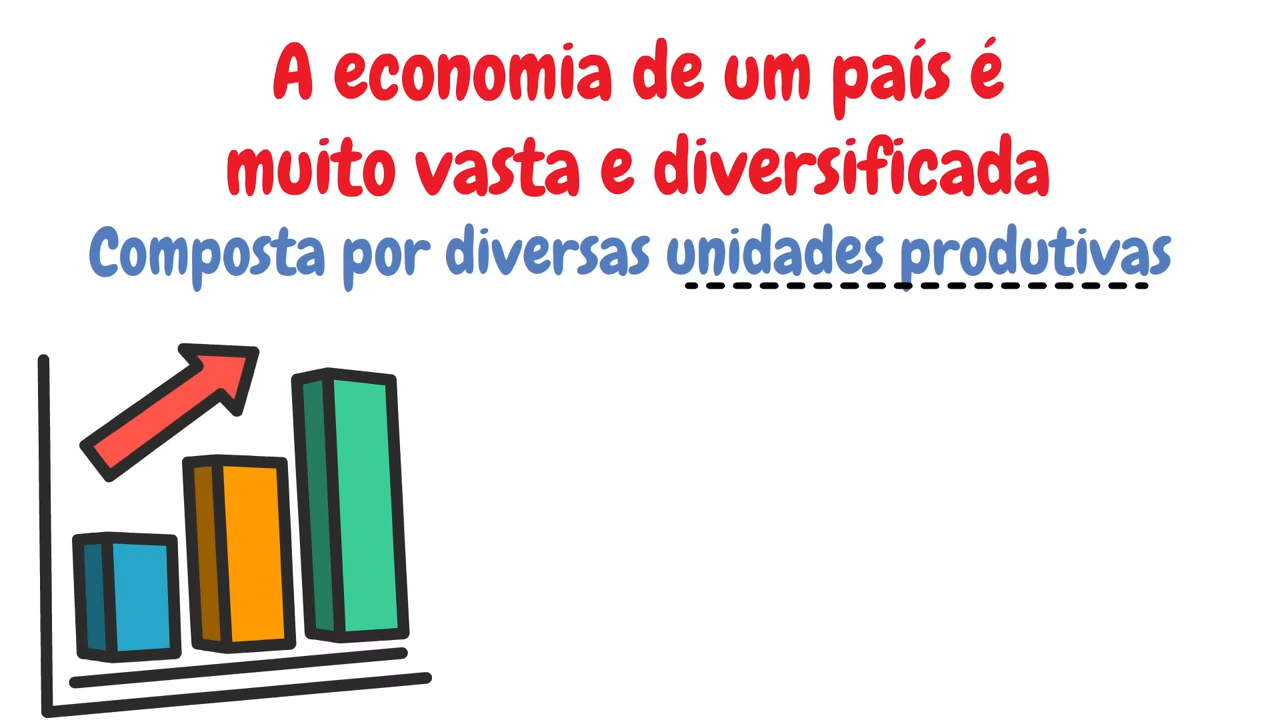 A economia de um país é
muito vasta e diversificada
Composta por diversas unidades produtivas